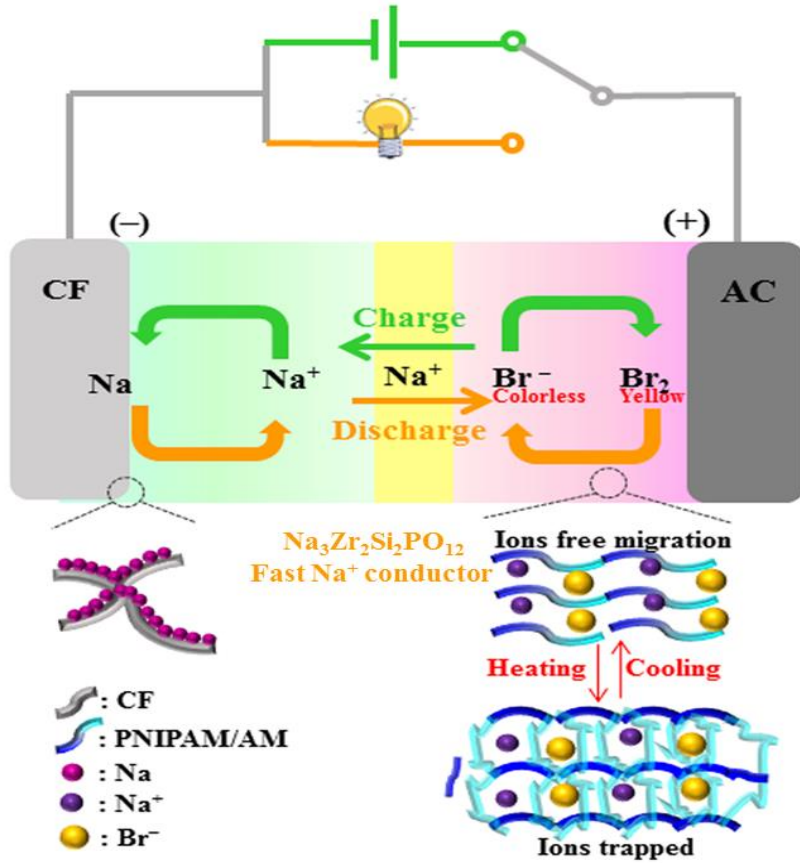 (−)
(+)
CF
AC
Charge
Na
Na⁺
Na⁺
Br⁻
Br₂
Colorless
Yellow
Discharge
Na₃Zr₂Si₂PO₁₂
Fast Na⁺ conductor
Ions free migration
Heating
Cooling
: CF
: PNIPAM/AM
: Na
: Na⁺
: Br⁻
Ions trapped